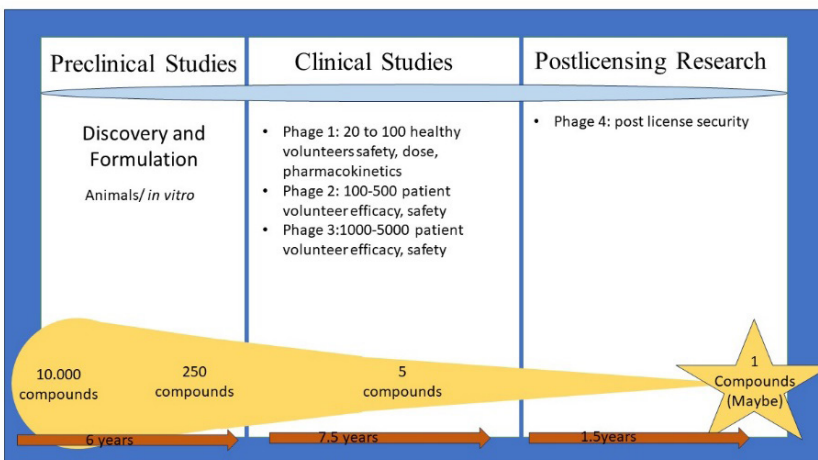 Preclinical Studies
Clinical Studies
Postlicensing Research
Discovery and
Formulation
Animals/ in vitro
• Phage 1: 20 to 100 healthy
volunteers safety, dose,
pharmacokinetics
• Phage 2: 100-500 patient
volunteer efficacy, safety
• Phage 3:1000-5000 patient
volunteer efficacy, safety
• Phage 4: post license security
10.000
compounds
250
compounds
5
compounds
1
Compounds
(Maybe)
6 years
7.5 years
1.5years